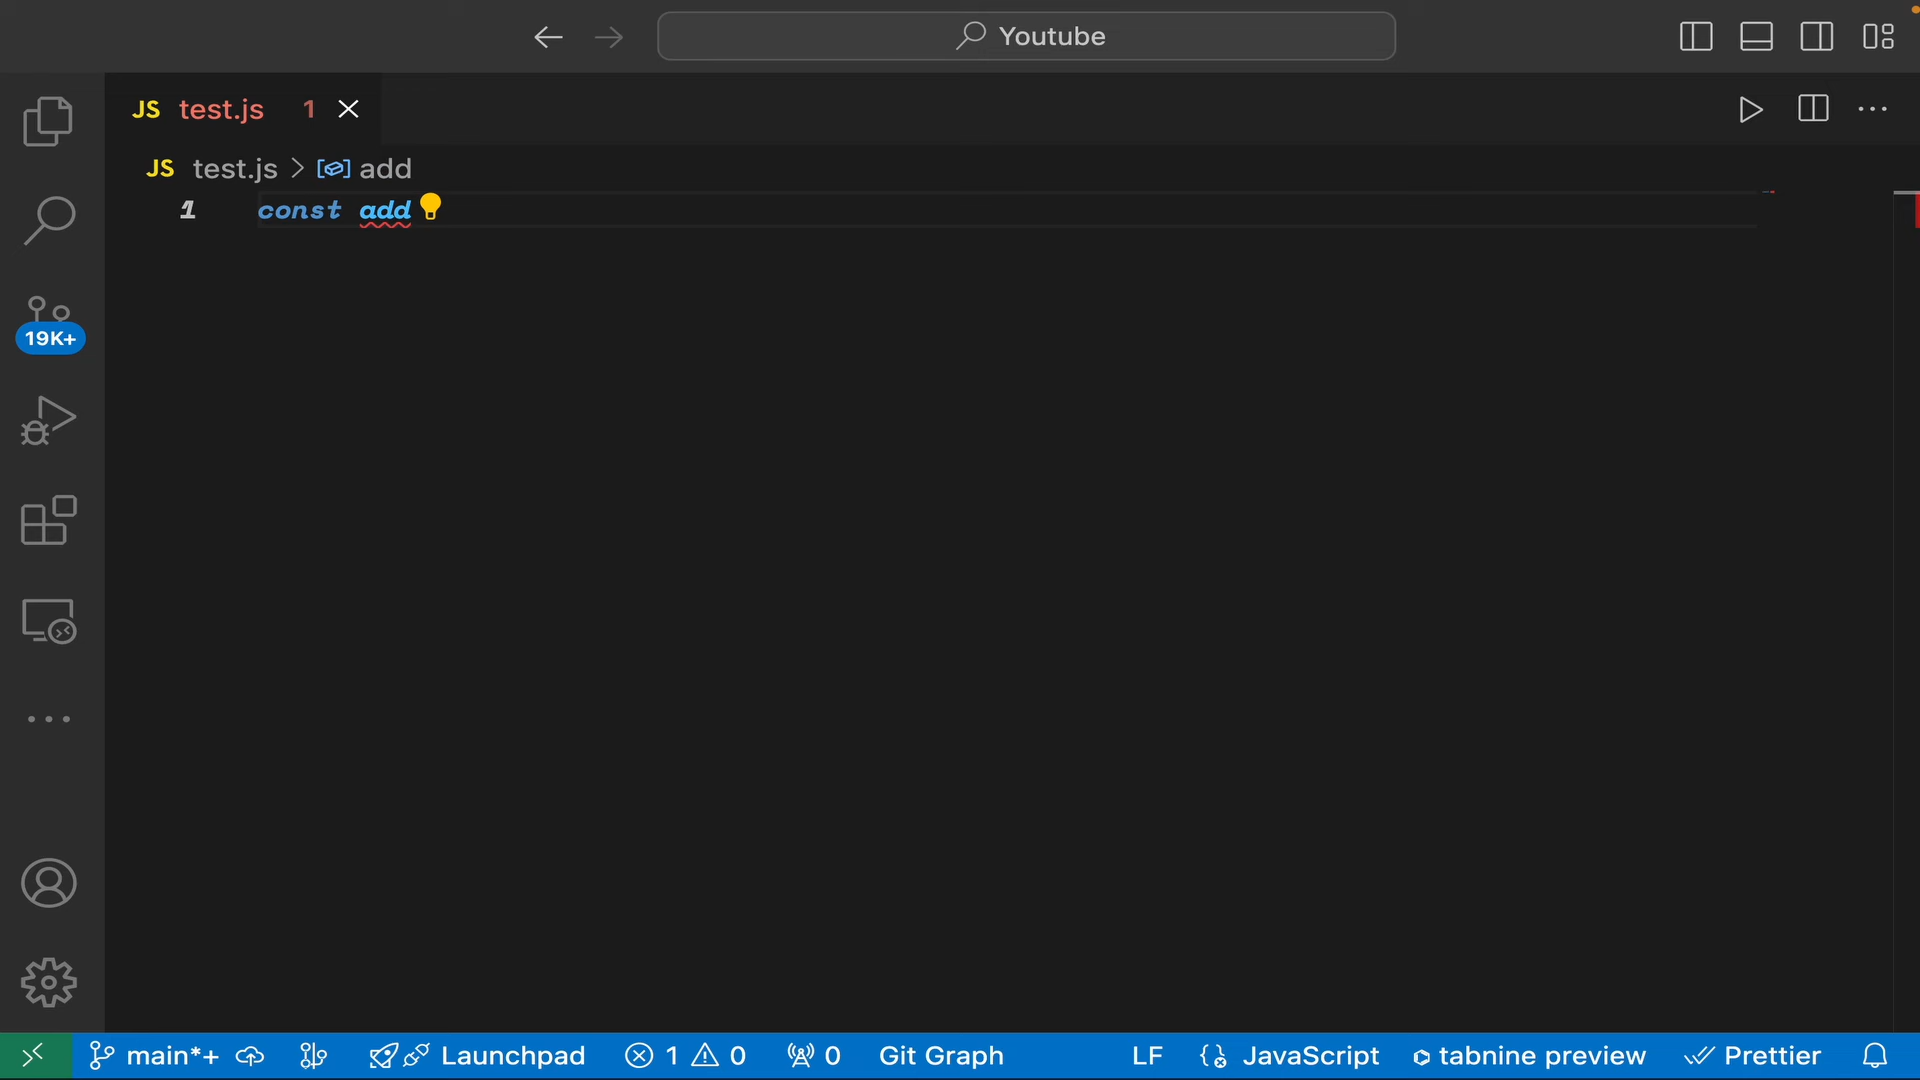 Youtube
JS test.js 1
JS test.js > add
1 const add
19K+
main*+ Launchpad 1 0 0 Git Graph LF JavaScript tabnine preview Prettier